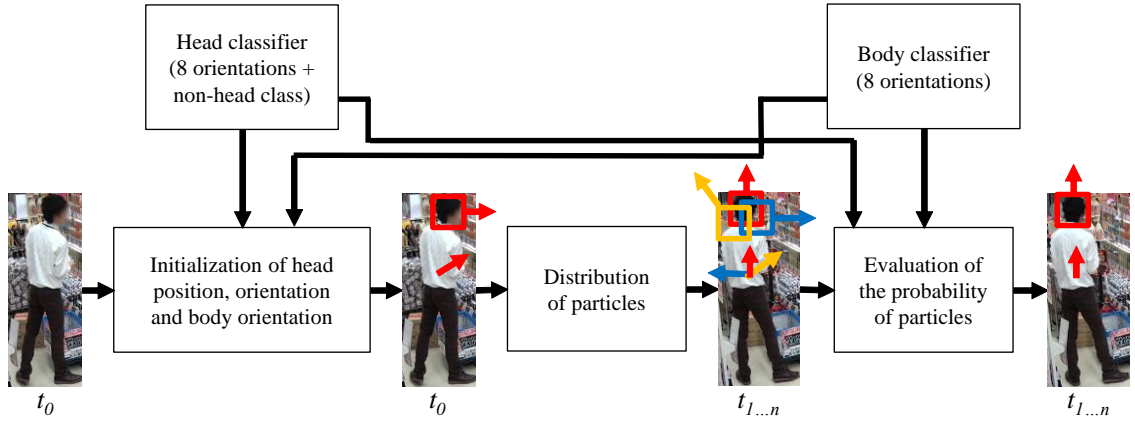 Head classifier
(8 orientations +
non-head class)
Body classifier
(8 orientations)
Initialization of head
position, orientation
and body orientation
Distribution
of particles
Evaluation of
the probability
of particles
t0
t0
t1...n
t1...n